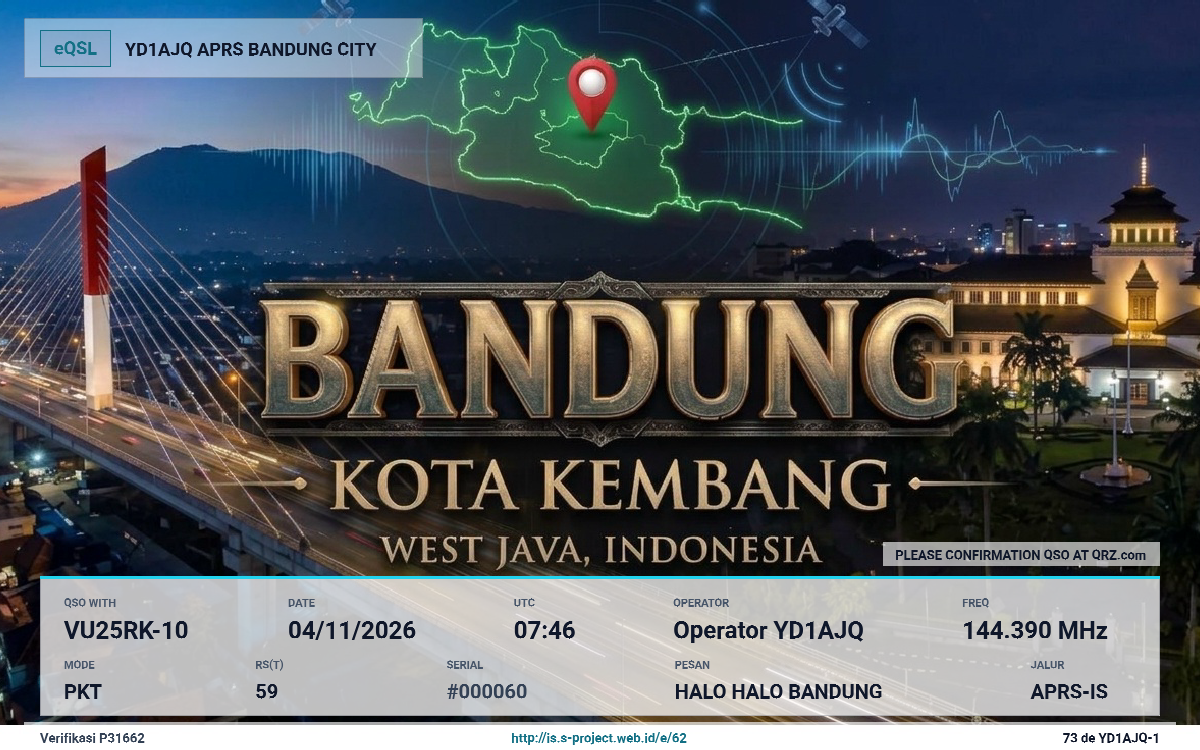 eQSL YD1AJQ APRS BANDUNG CITY
BANDUNG
KOTA KEMBANG
WEST JAVA, INDONESIA
PLEASE CONFIRMATION QSO AT QRZ.com
QSO WITH DATE UTC OPERATOR FREQ
VU25RK-10 04/11/2026 07:46 Operator YD1AJQ 144.390 MHz
MODE RS(T) SERIAL PESAN JALUR
PKT 59 #000060 HALO HALO BANDUNG APRS-IS
Verifikasi P31662 http://is.s-project.web.id/e/62 73 de YD1AJQ-1